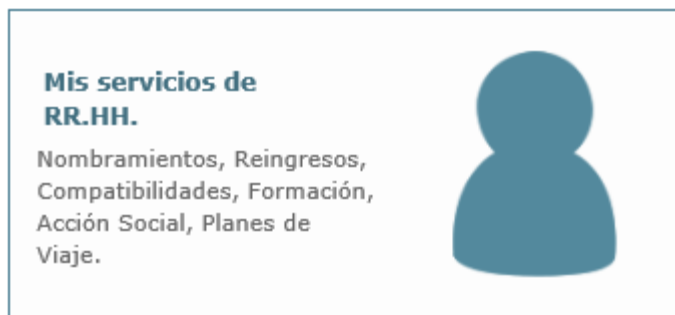 Mis servicios de
RR.HH.
Nombramientos, Reingresos,
Compatibilidades, Formación,
Acción Social, Planes de
Viaje.